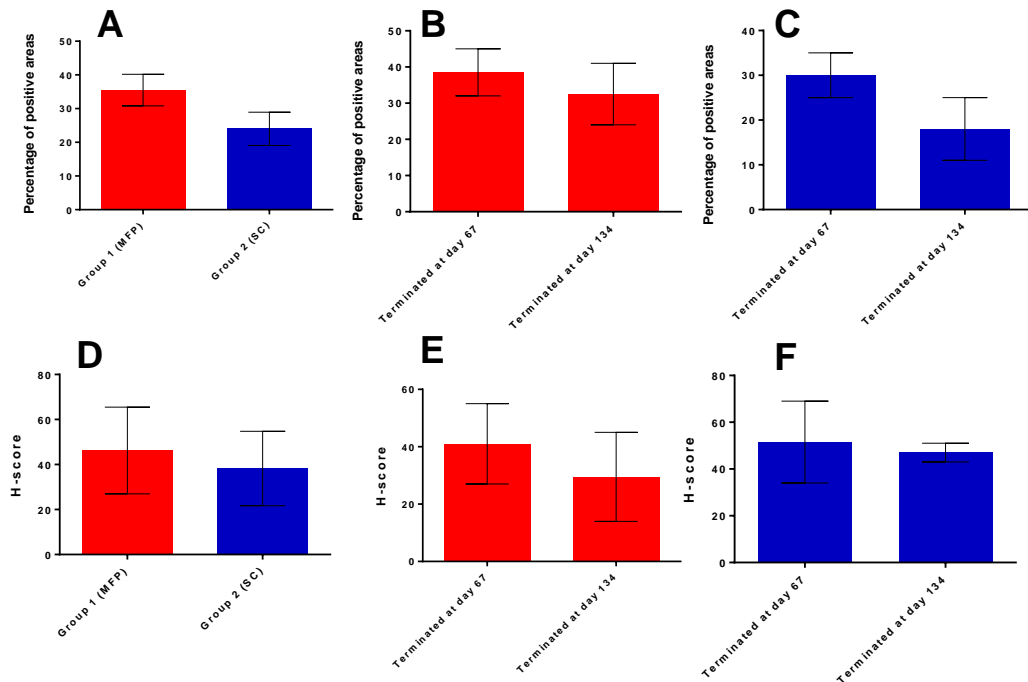 A
Percentage of positive areas
50
40
30
20
10
0
Group 1 (MFP)
Group 2 (SC)
B
Percentage of positive areas
50
40
30
20
10
0
Terminated at day 67
Terminated at day 134
C
Percentage of positive areas
40
30
20
10
0
Terminated at day 67
Terminated at day 134
D
H-score
80
60
40
20
0
Group 1 (MFP)
Group 2 (SC)
E
H-score
60
40
20
0
Terminated at day 67
Terminated at day 134
F
H-score
80
60
40
20
0
Terminated at day 67
Terminated at day 134